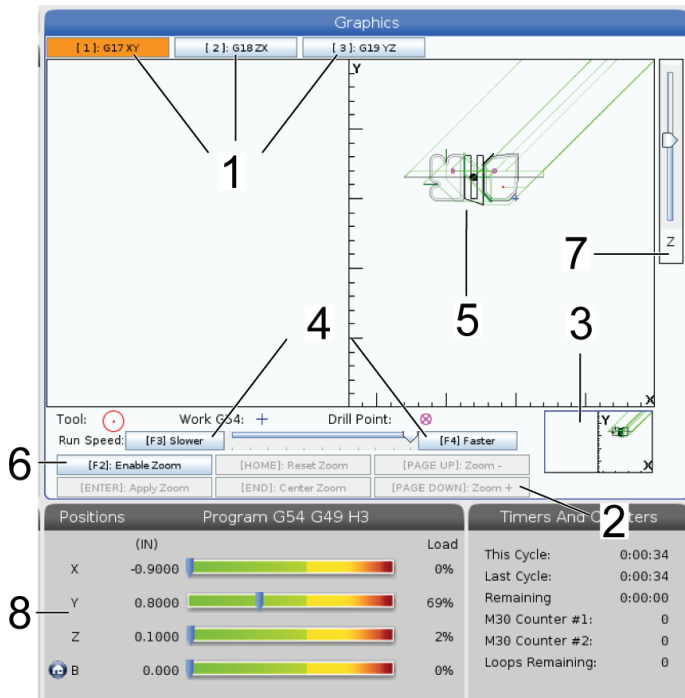 Graphics
[ 1 ]: G17 XY [ 2 ]: G18 ZX [ 3 ]: G19 YZ
Y
1
Z
7
5
3
4
X
Tool: Work G54: Drill Point:
Run Speed: [F3] Slower [F4] Faster
Y
X
6
[F2]: Enable Zoom [HOME]: Reset Zoom [PAGE UP]: Zoom -
[ENTER]: Apply Zoom [END]: Center Zoom [PAGE DOWN]: Zoom +
2
Positions Program G54 G49 H3
(IN) Load
X -0.9000 0%
Y 0.8000 69%
8
Z 0.1000 2%
B 0.000 0%
Timers And Counters
This Cycle: 0:00:34
Last Cycle: 0:00:34
Remaining 0:00:00
M30 Counter #1: 0
M30 Counter #2: 0
Loops Remaining: 0